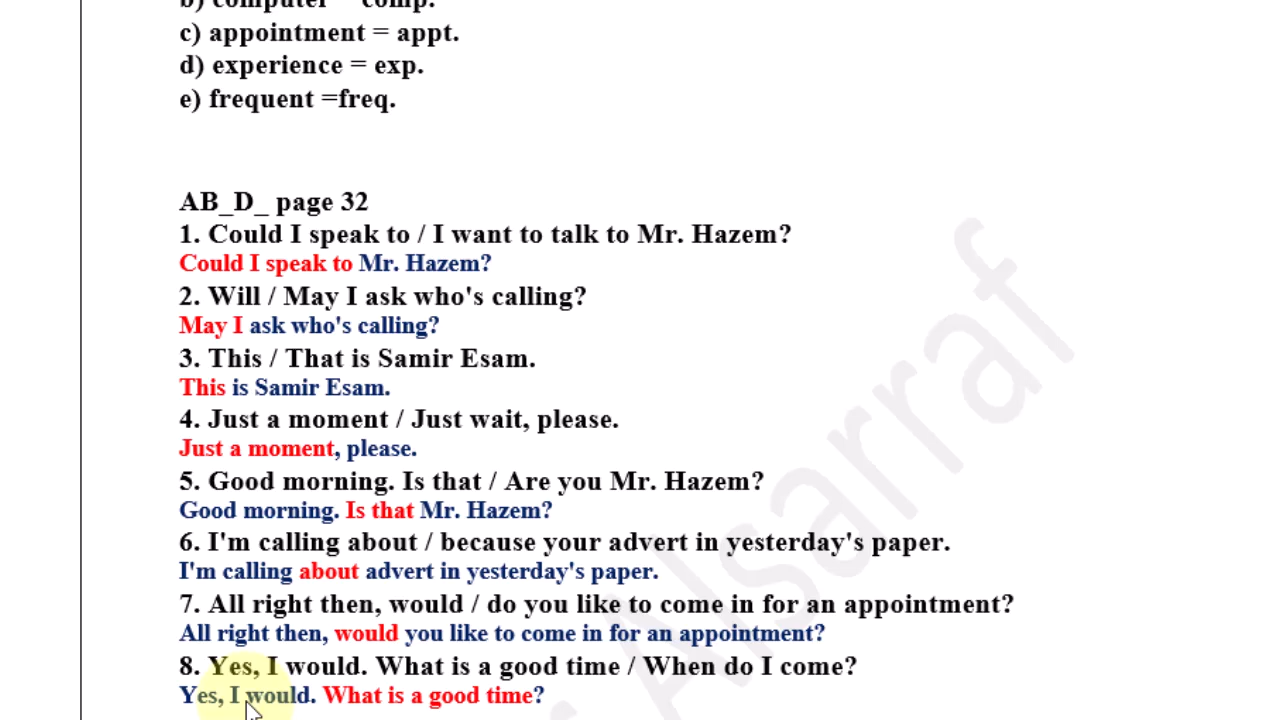 b) computer = comp.
c) appointment = appt.
d) experience = exp.
e) frequent =freq.
AB_D_ page 32
1. Could I speak to / I want to talk to Mr. Hazem?
Could I speak to Mr. Hazem?
2. Will / May I ask who's calling?
May I ask who's calling?
3. This / That is Samir Esam.
This is Samir Esam.
4. Just a moment / Just wait, please.
Just a moment, please.
5. Good morning. Is that / Are you Mr. Hazem?
Good morning. Is that Mr. Hazem?
6. I'm calling about / because your advert in yesterday's paper.
I'm calling about advert in yesterday's paper.
7. All right then, would / do you like to come in for an appointment?
All right then, would you like to come in for an appointment?
8. Yes, I would. What is a good time / When do I come?
Yes, I would. What is a good time?
Alsarraf